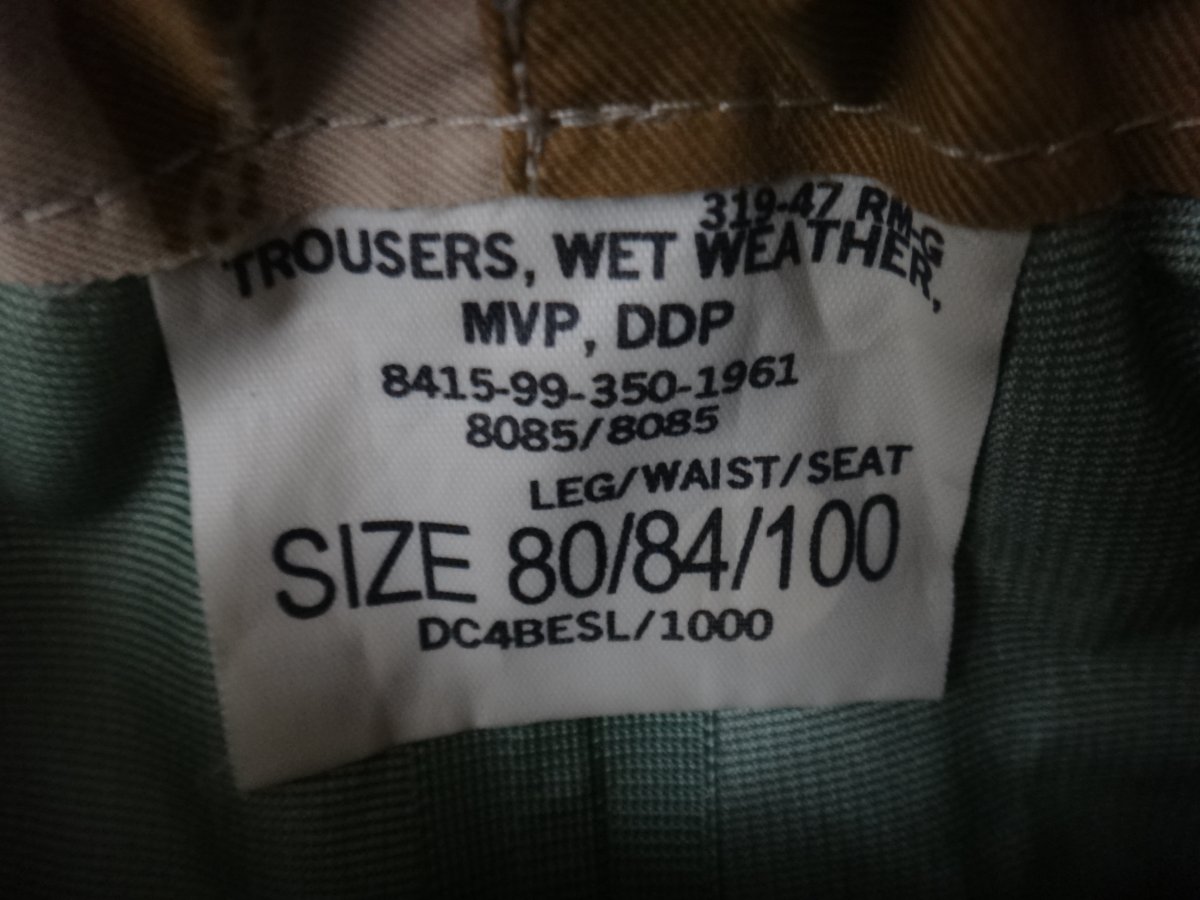 319-47 RM-G
TROUSERS, WET WEATHER,
MVP, DDP
8415-99-350-1961
8085/8085
LEG/WAIST/SEAT
SIZE 80/84/100
DC4BESL/1000